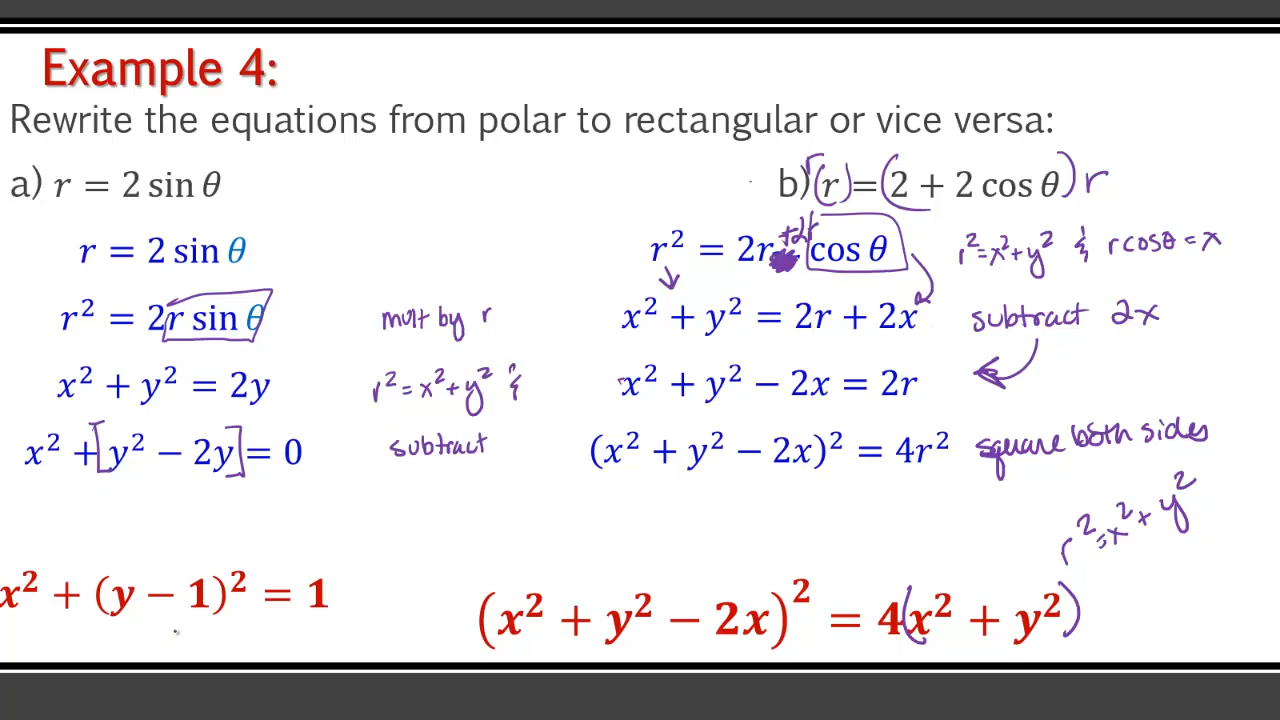 Example 4:
Rewrite the equations from polar to rectangular or vice versa:
a) r = 2 sin θ
r = 2 sin θ
r² = 2r sin θ mult by r
x² + y² = 2y r² = x² + y² &
x² + [y² − 2y] = 0 subtract
x² + (y − 1)² = 1
b) r(r) = (2 + 2 cos θ) r
r² = 2r +2r cos θ r² = x² + y² & r cosθ = x
x² + y² = 2r + 2x subtract 2x
x² + y² − 2x = 2r
(x² + y² − 2x)² = 4r² square both sides
r² = x² + y²
(x² + y² − 2x)² = 4(x² + y²)